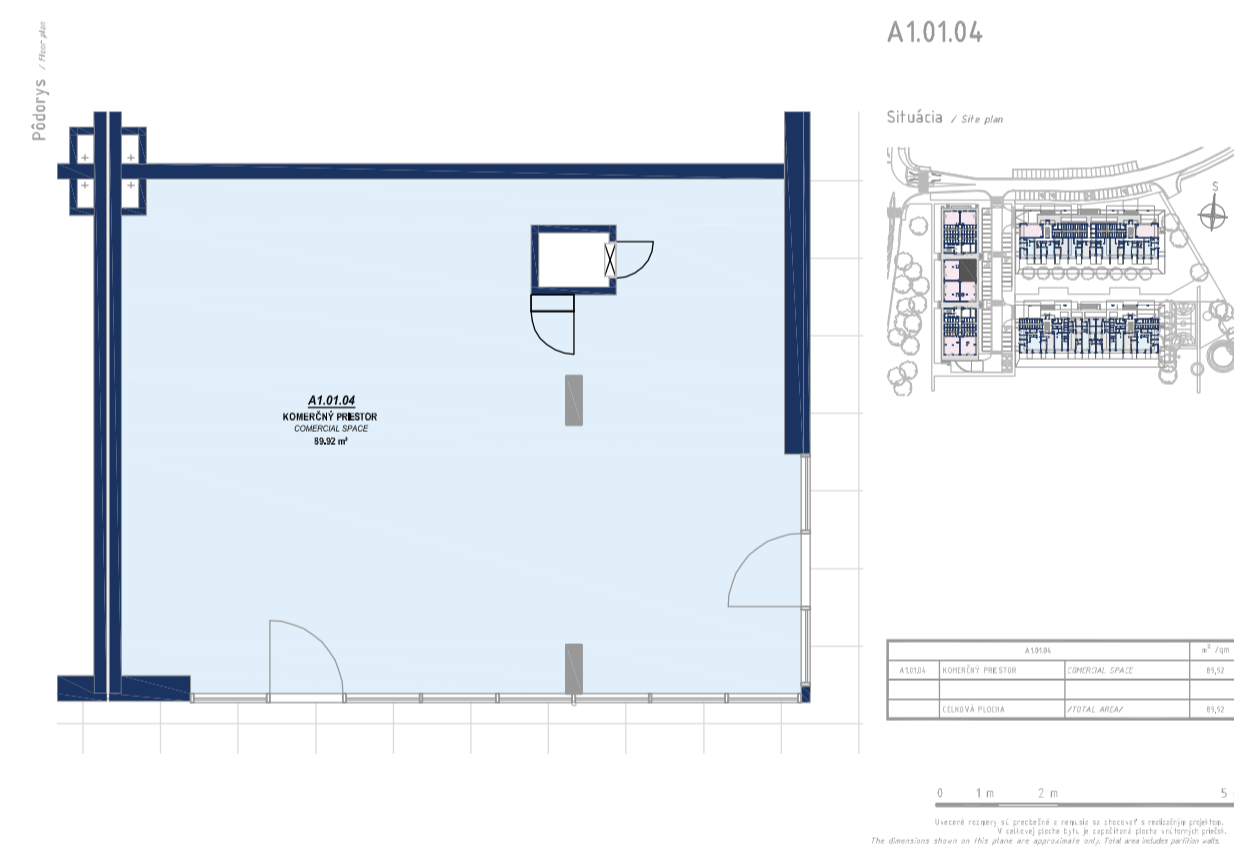 Pôdorys / Floor plan
A1.01.04
Situácia / Site plan
S
A1.01.04
KOMERČNÝ PRIESTOR
COMERCIAL SPACE
89.92 m²
A1.01.04 m² /qm
A1.01.04 KOMERČNÝ PRIESTOR COMERCIAL SPACE 89,92
CELKOVÁ PLOCHA /TOTAL AREA/ 89,92
0 1 m 2 m 5
Uvecené rozmery sú precbežné a nemusia sa zhocovať s realizačným projektom.
V celkovej ploche bytu je započítaná plocha vnútorných priečok.
The dimensions shown on this plane are approximate only. Total area includes partition walls.